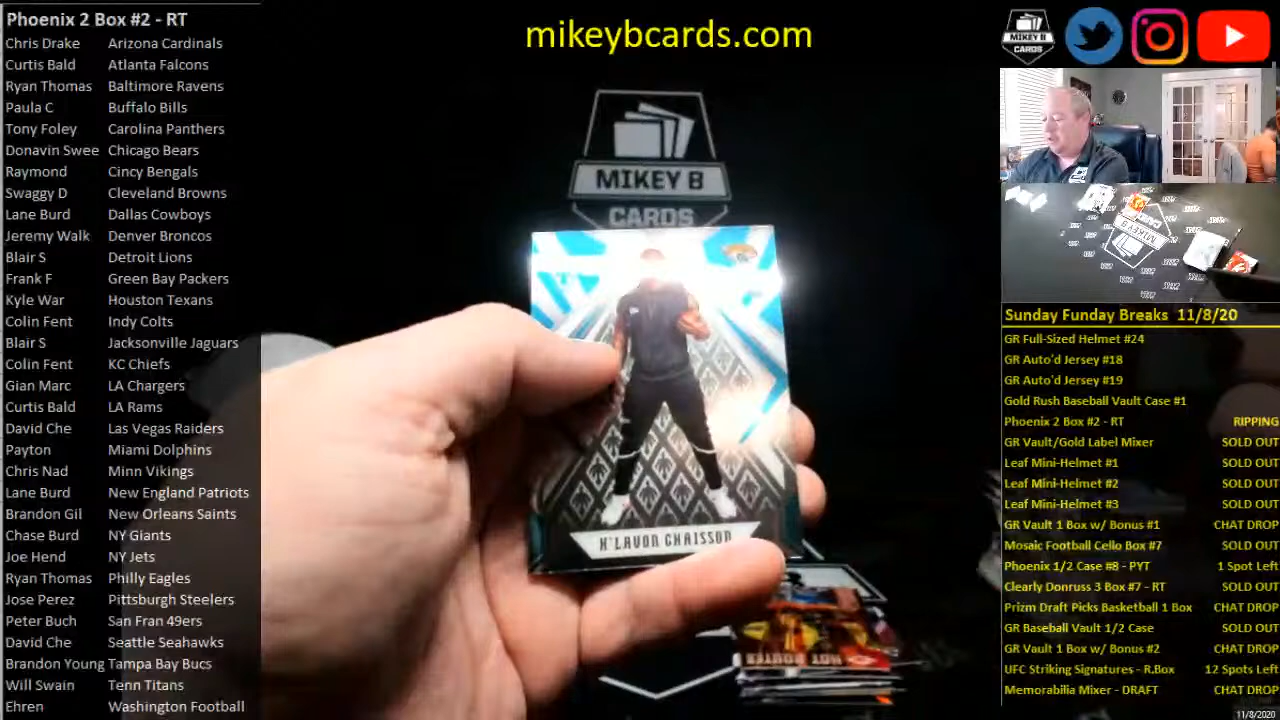 Phoenix 2 Box #2 - RT
Chris Drake Arizona Cardinals
Curtis Bald Atlanta Falcons
Ryan Thomas Baltimore Ravens
Paula C Buffalo Bills
Tony Foley Carolina Panthers
Donavin Swee Chicago Bears
Raymond Cincy Bengals
Swaggy D Cleveland Browns
Lane Burd Dallas Cowboys
Jeremy Walk Denver Broncos
Blair S Detroit Lions
Frank F Green Bay Packers
Kyle War Houston Texans
Colin Fent Indy Colts
Blair S Jacksonville Jaguars
Colin Fent KC Chiefs
Gian Marc LA Chargers
Curtis Bald LA Rams
David Che Las Vegas Raiders
Payton Miami Dolphins
Chris Nad Minn Vikings
Lane Burd New England Patriots
Brandon Gil New Orleans Saints
Chase Burd NY Giants
Joe Hend NY Jets
Ryan Thomas Philly Eagles
Jose Perez Pittsburgh Steelers
Peter Buch San Fran 49ers
David Che Seattle Seahawks
Brandon Young Tampa Bay Bucs
Will Swain Tenn Titans
Ehren Washington Football
mikeybcards.com
MIKEY B
CARDS
K'LAVON CHAISSON
HOT ROUTES
MIKEY B
CARDS
MIKEY B
CARDS
Sunday Funday Breaks 11/8/20
GR Full-Sized Helmet #24
GR Auto'd Jersey #18
GR Auto'd Jersey #19
Gold Rush Baseball Vault Case #1
Phoenix 2 Box #2 - RT RIPPING
GR Vault/Gold Label Mixer SOLD OUT
Leaf Mini-Helmet #1 SOLD OUT
Leaf Mini-Helmet #2 SOLD OUT
Leaf Mini-Helmet #3 SOLD OUT
GR Vault 1 Box w/ Bonus #1 CHAT DROP
Mosaic Football Cello Box #7 SOLD OUT
Phoenix 1/2 Case #8 - PYT 1 Spot Left
Clearly Donruss 3 Box #7 - RT SOLD OUT
Prizm Draft Picks Basketball 1 Box CHAT DROP
GR Baseball Vault 1/2 Case SOLD OUT
GR Vault 1 Box w/ Bonus #2 CHAT DROP
UFC Striking Signatures - R.Box 12 Spots Left
Memorabilia Mixer - DRAFT CHAT DROP
11/8/2020